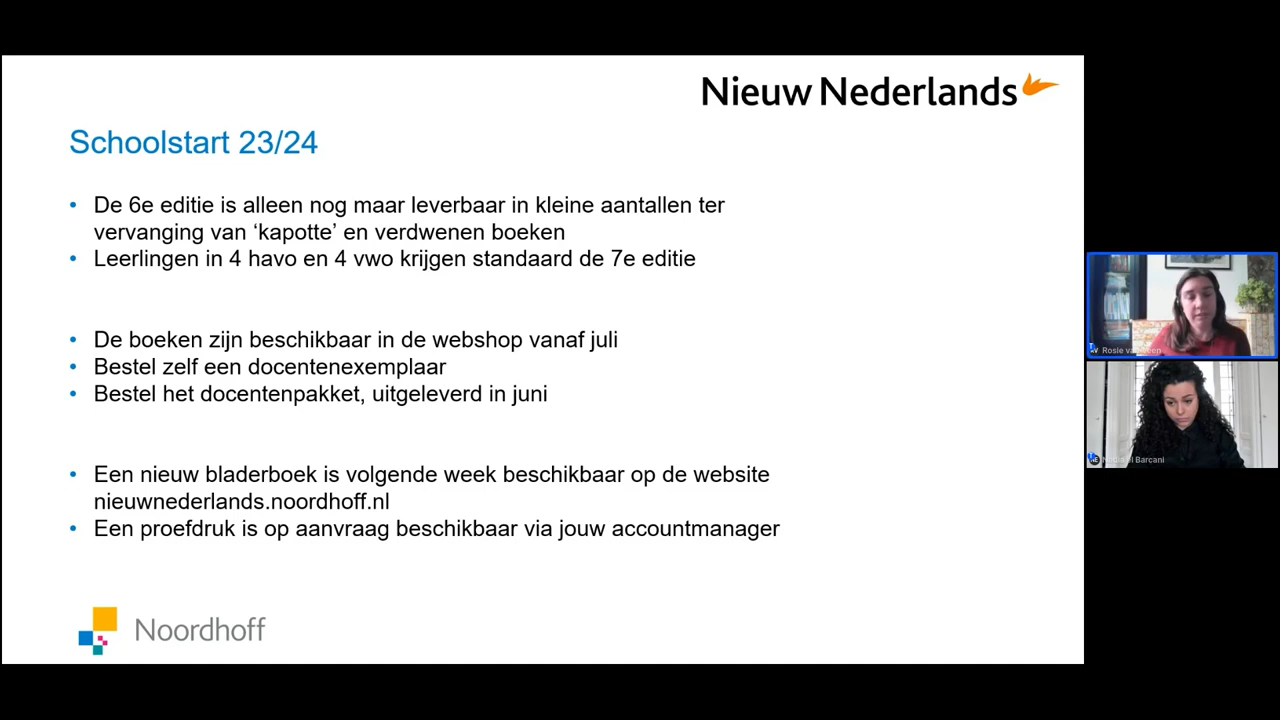 Nieuw Nederlands
Schoolstart 23/24
• De 6e editie is alleen nog maar leverbaar in kleine aantallen ter
vervanging van ‘kapotte’ en verdwenen boeken
• Leerlingen in 4 havo en 4 vwo krijgen standaard de 7e editie
• De boeken zijn beschikbaar in de webshop vanaf juli
• Bestel zelf een docentenexemplaar
• Bestel het docentenpakket, uitgeleverd in juni
• Een nieuw bladerboek is volgende week beschikbaar op de website
nieuwnederlands.noordhoff.nl
• Een proefdruk is op aanvraag beschikbaar via jouw accountmanager
Noordhoff
Rosie
Barcani